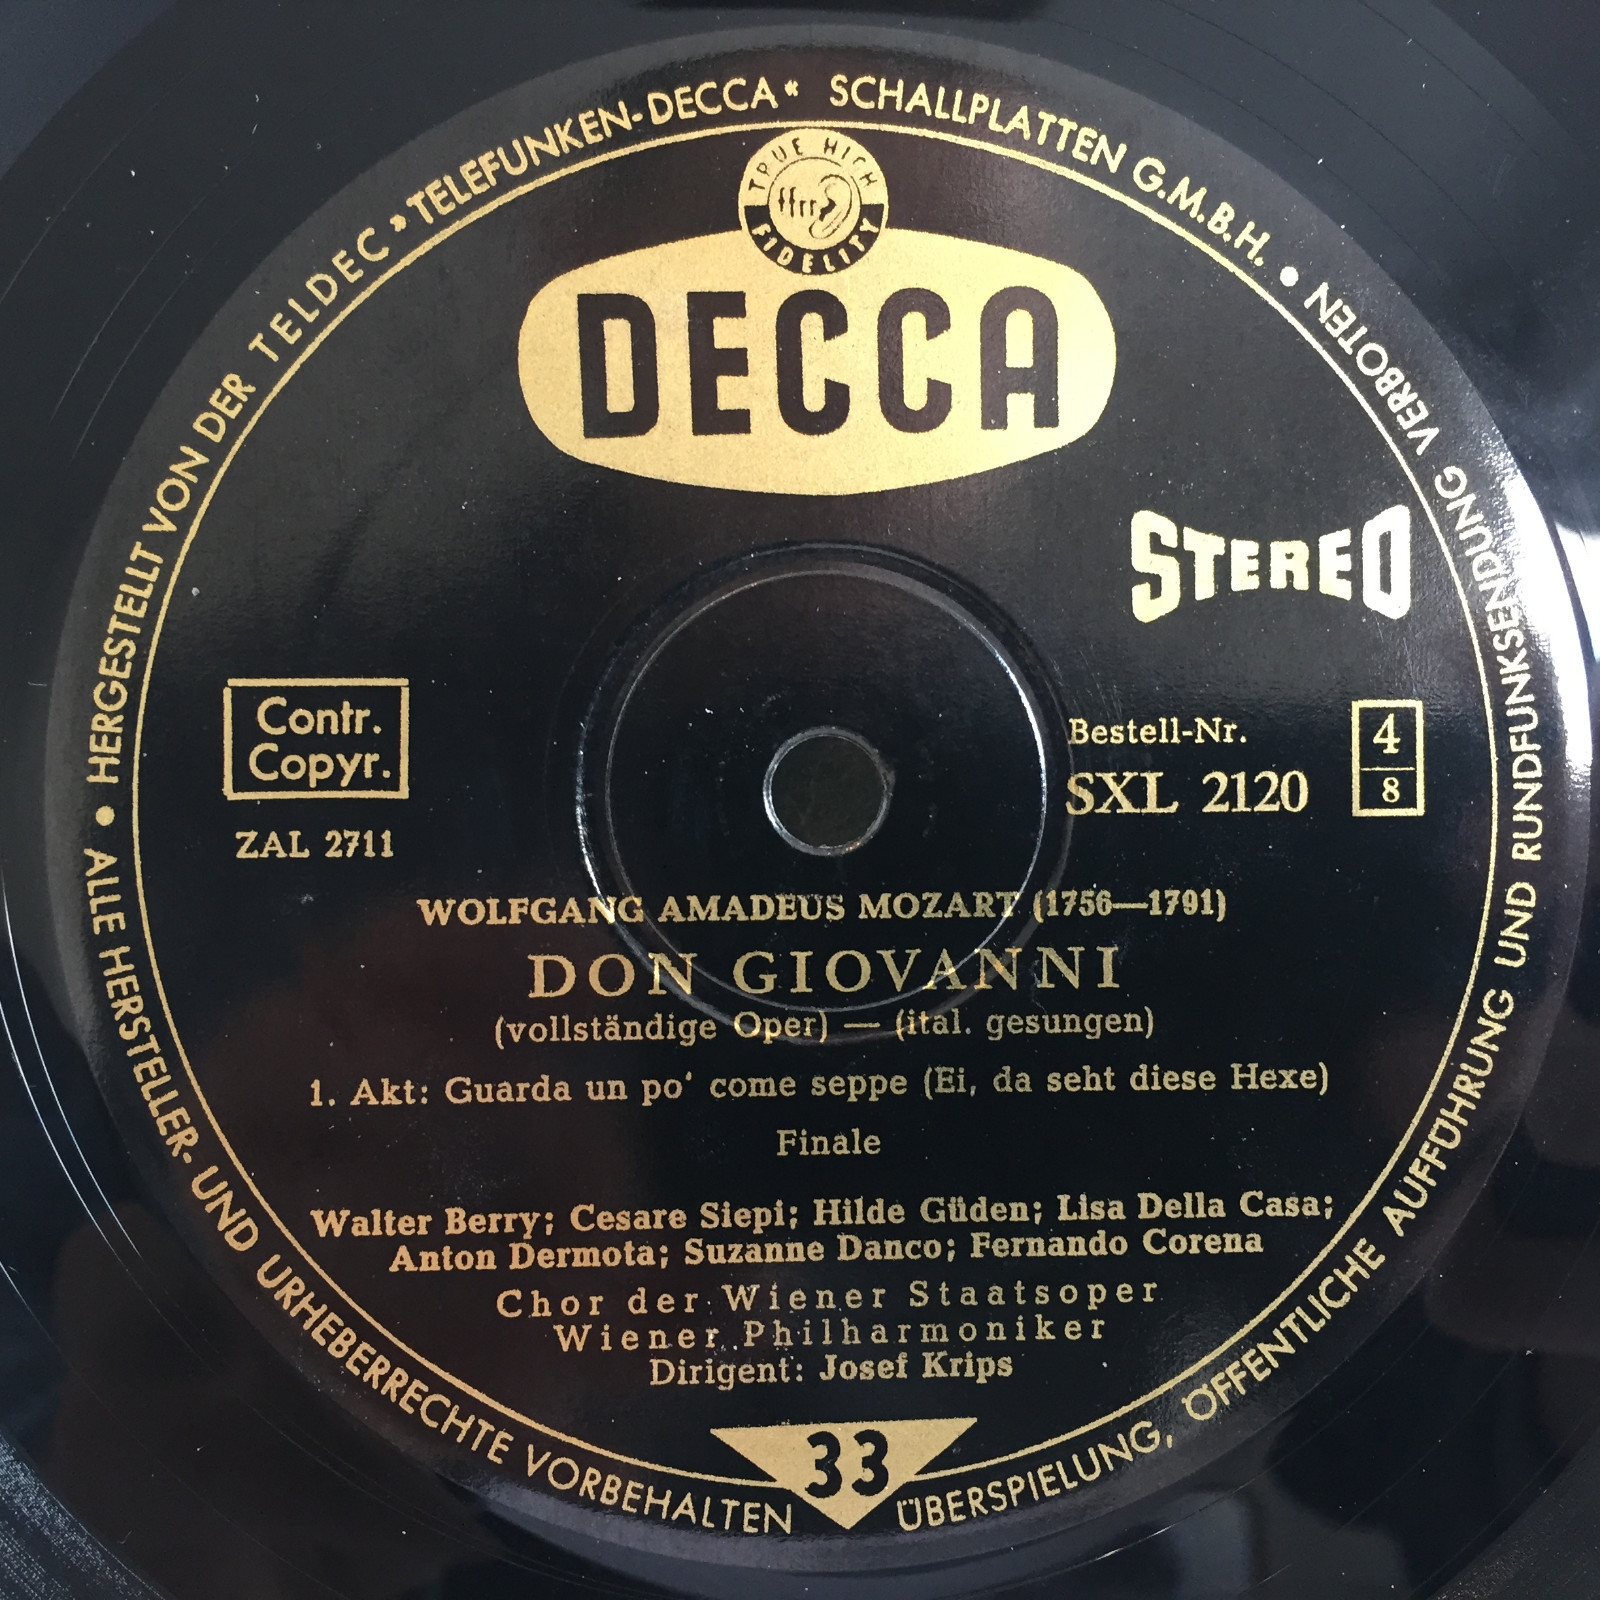 HERGESTELLT VON DER TELDEC »TELEFUNKEN-DECCA« SCHALLPLATTEN G.M.B.H. •
TRUE HIGH
ffrr
FIDELITY
DECCA
STEREO
Contr.
Copyr.
ZAL 2711
Bestell-Nr.
SXL 2120
4
8
WOLFGANG AMADEUS MOZART (1756—1791)
DON GIOVANNI
(vollständige Oper) — (ital. gesungen)
1. Akt: Guarda un po' come seppe (Ei, da seht diese Hexe)
Finale
Walter Berry; Cesare Siepi; Hilde Güden; Lisa Della Casa;
Anton Dermota; Suzanne Danco; Fernando Corena
Chor der Wiener Staatsoper
Wiener Philharmoniker
Dirigent: Josef Krips
33
• ALLE HERSTELLER- UND URHEBERRECHTE VORBEHALTEN
ÜBERSPIELUNG, ÖFFENTLICHE AUFFÜHRUNG UND RUNDFUNKSENDUNG VERBOTEN